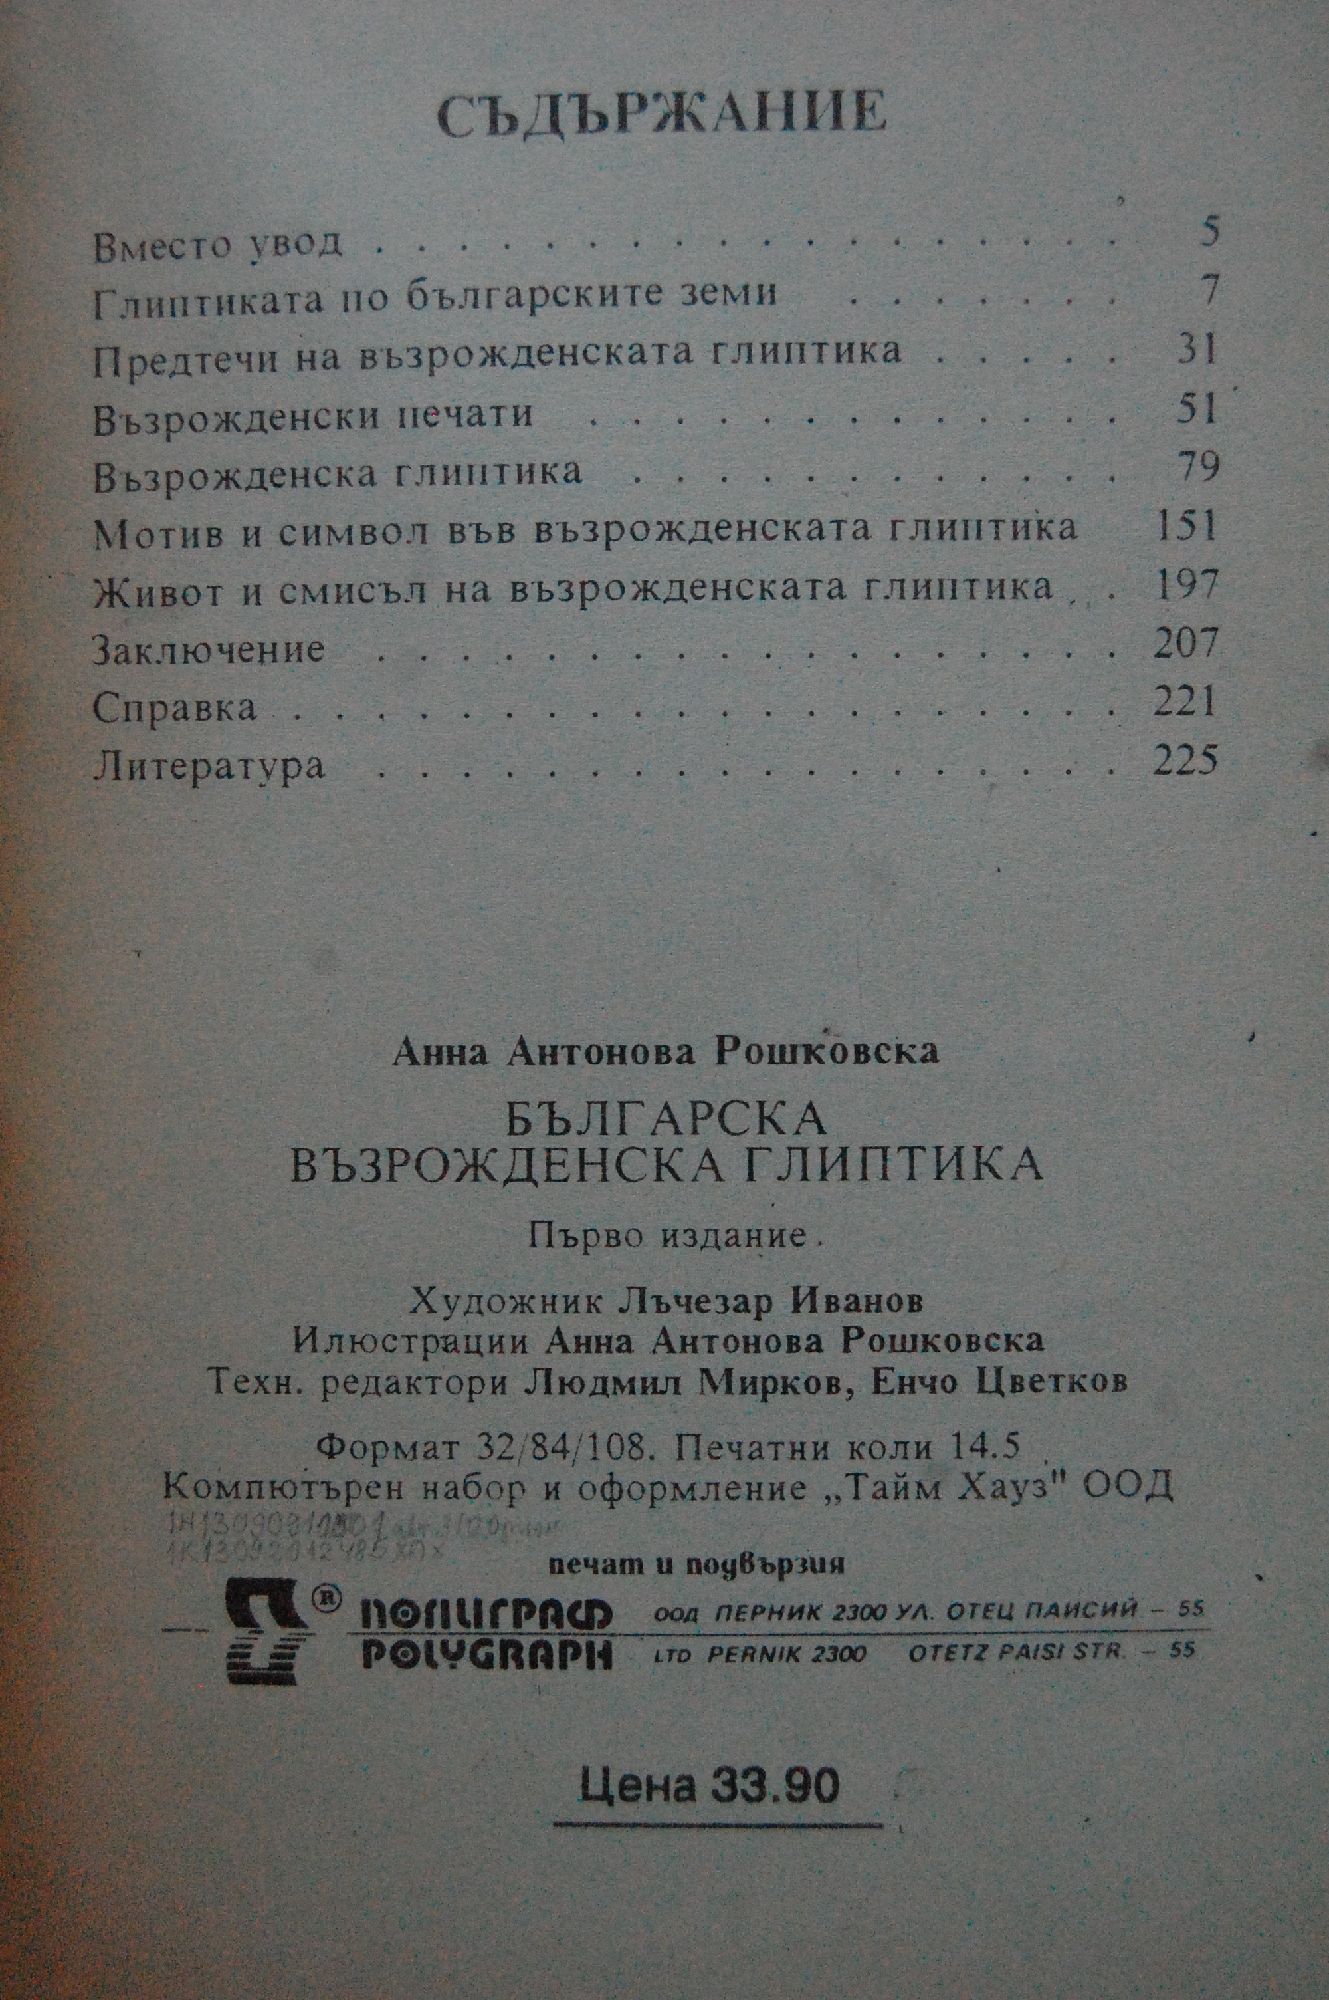 СЪДЪРЖАНИЕ
Вместо увод . . . . . . . . . . . . . . . . . . 5
Глиптиката по българските земи . . . . . . . 7
Предтечи на възрожденската глиптика . . . . . 31
Възрожденски печати . . . . . . . . . . . . . 51
Възрожденска глиптика . . . . . . . . . . . . 79
Мотив и символ във възрожденската глиптика 151
Живот и смисъл на възрожденската глиптика . . 197
Заключение . . . . . . . . . . . . . . . . . . 207
Справка . . . . . . . . . . . . . . . . . . . . 221
Литература . . . . . . . . . . . . . . . . . . 225
Анна Антонова Рошковска
БЪЛГАРСКА
ВЪЗРОЖДЕНСКА ГЛИПТИКА
Първо издание.
Художник Лъчезар Иванов
Илюстрации Анна Антонова Рошковска
Техн. редактори Людмил Мирков, Енчо Цветков
Формат 32/84/108. Печатни коли 14.5
Компютърен набор и оформление „Тайм Хауз" ООД
печат и подвързия
® ПОЛИГРАФ ООД ПЕРНИК 2300 УЛ. ОТЕЦ ПАИСИЙ – 55
POLYGRAPH LTD PERNIK 2300 OTETZ PAISI STR. – 55
Цена 33.90